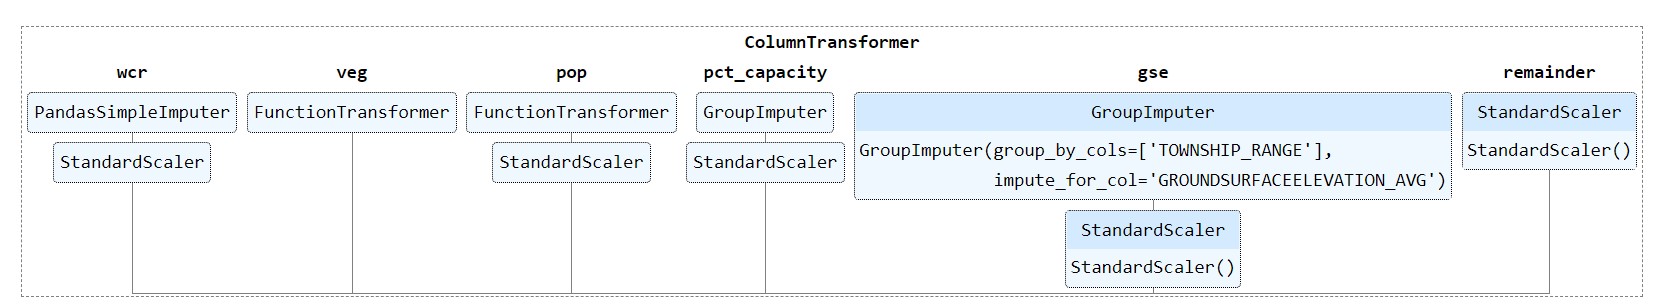 ColumnTransformer
wcr veg pop pct_capacity gse remainder
PandasSimpleImputer FunctionTransformer FunctionTransformer GroupImputer GroupImputer StandardScaler
StandardScaler StandardScaler StandardScaler GroupImputer(group_by_cols=['TOWNSHIP_RANGE'], StandardScaler()
impute_for_col='GROUNDSURFACEELEVATION_AVG')
StandardScaler
StandardScaler()